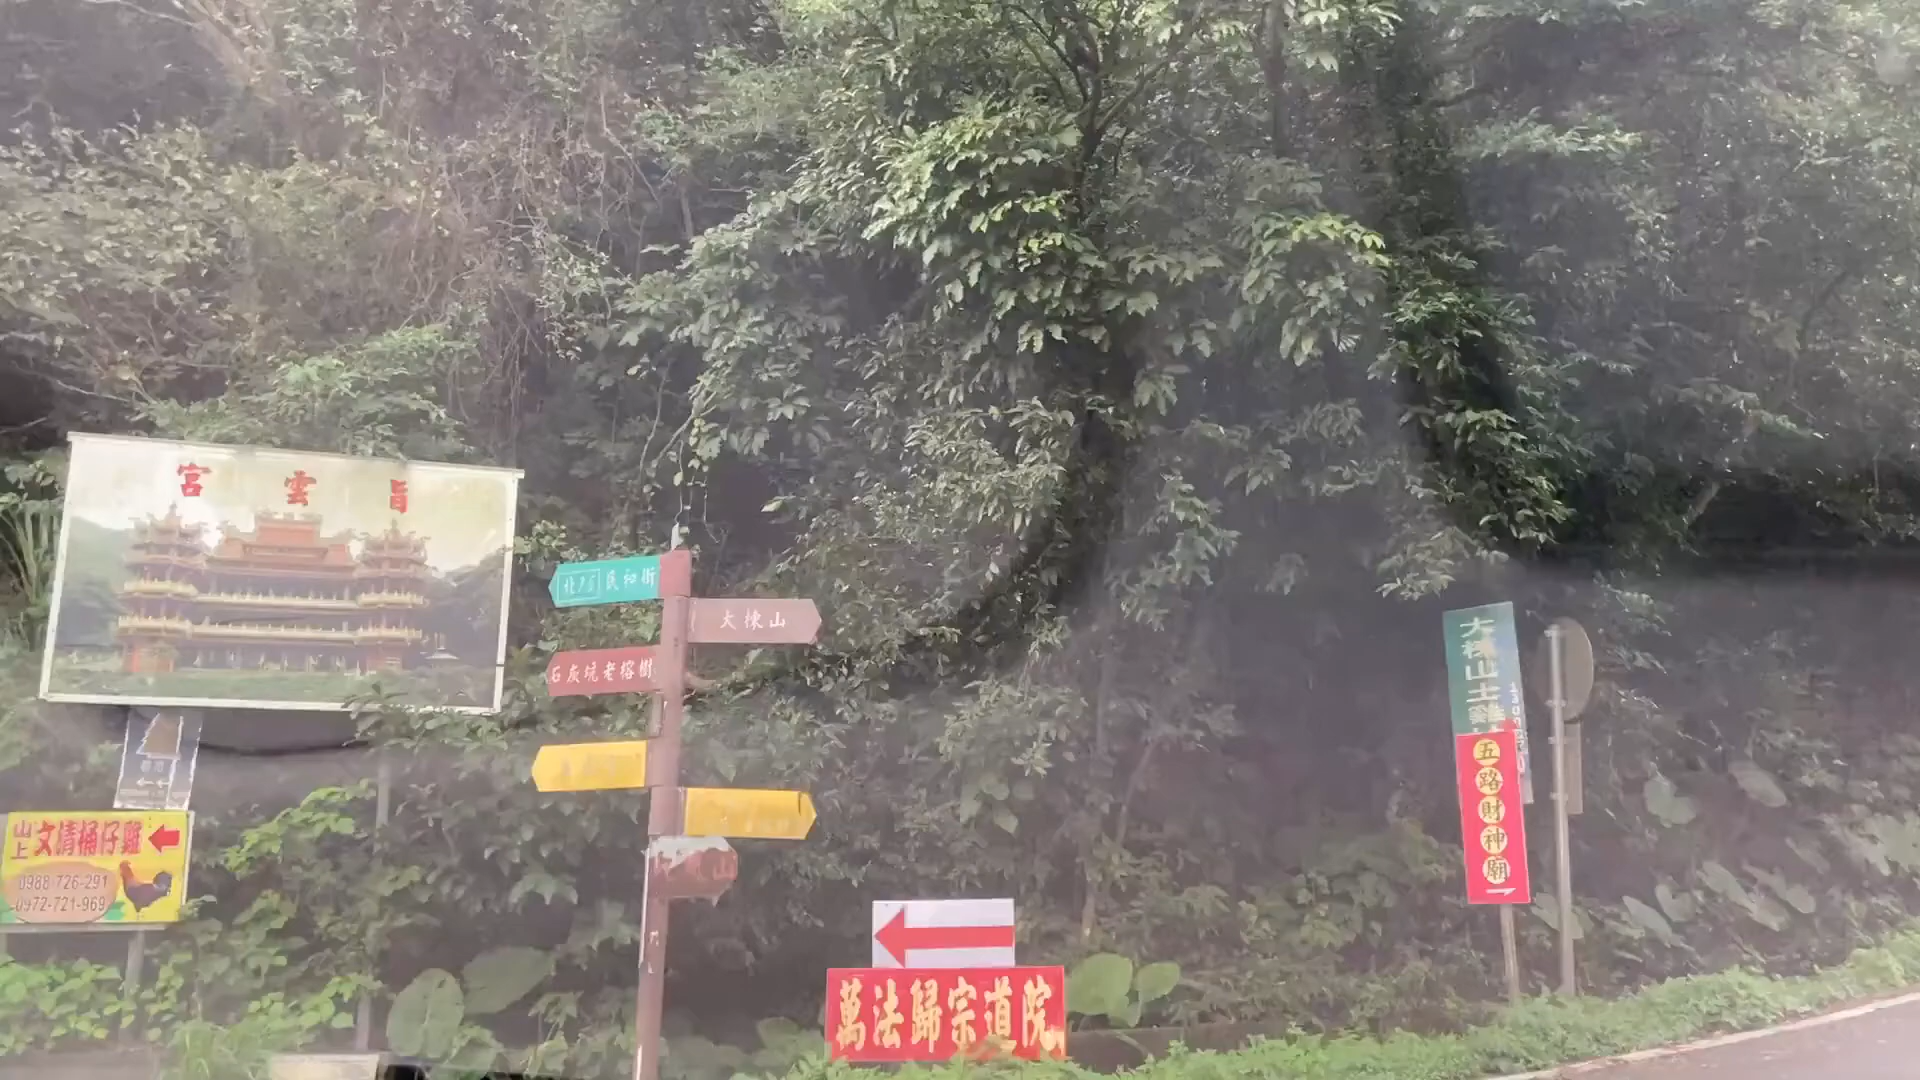 旨雲宮
北75 民和街
大棟山
石灰坑老榕樹
山上文清桶仔雞
0988-726-291
0972-721-969
萬法歸宗道院
大棟山土雞
五路財神廟